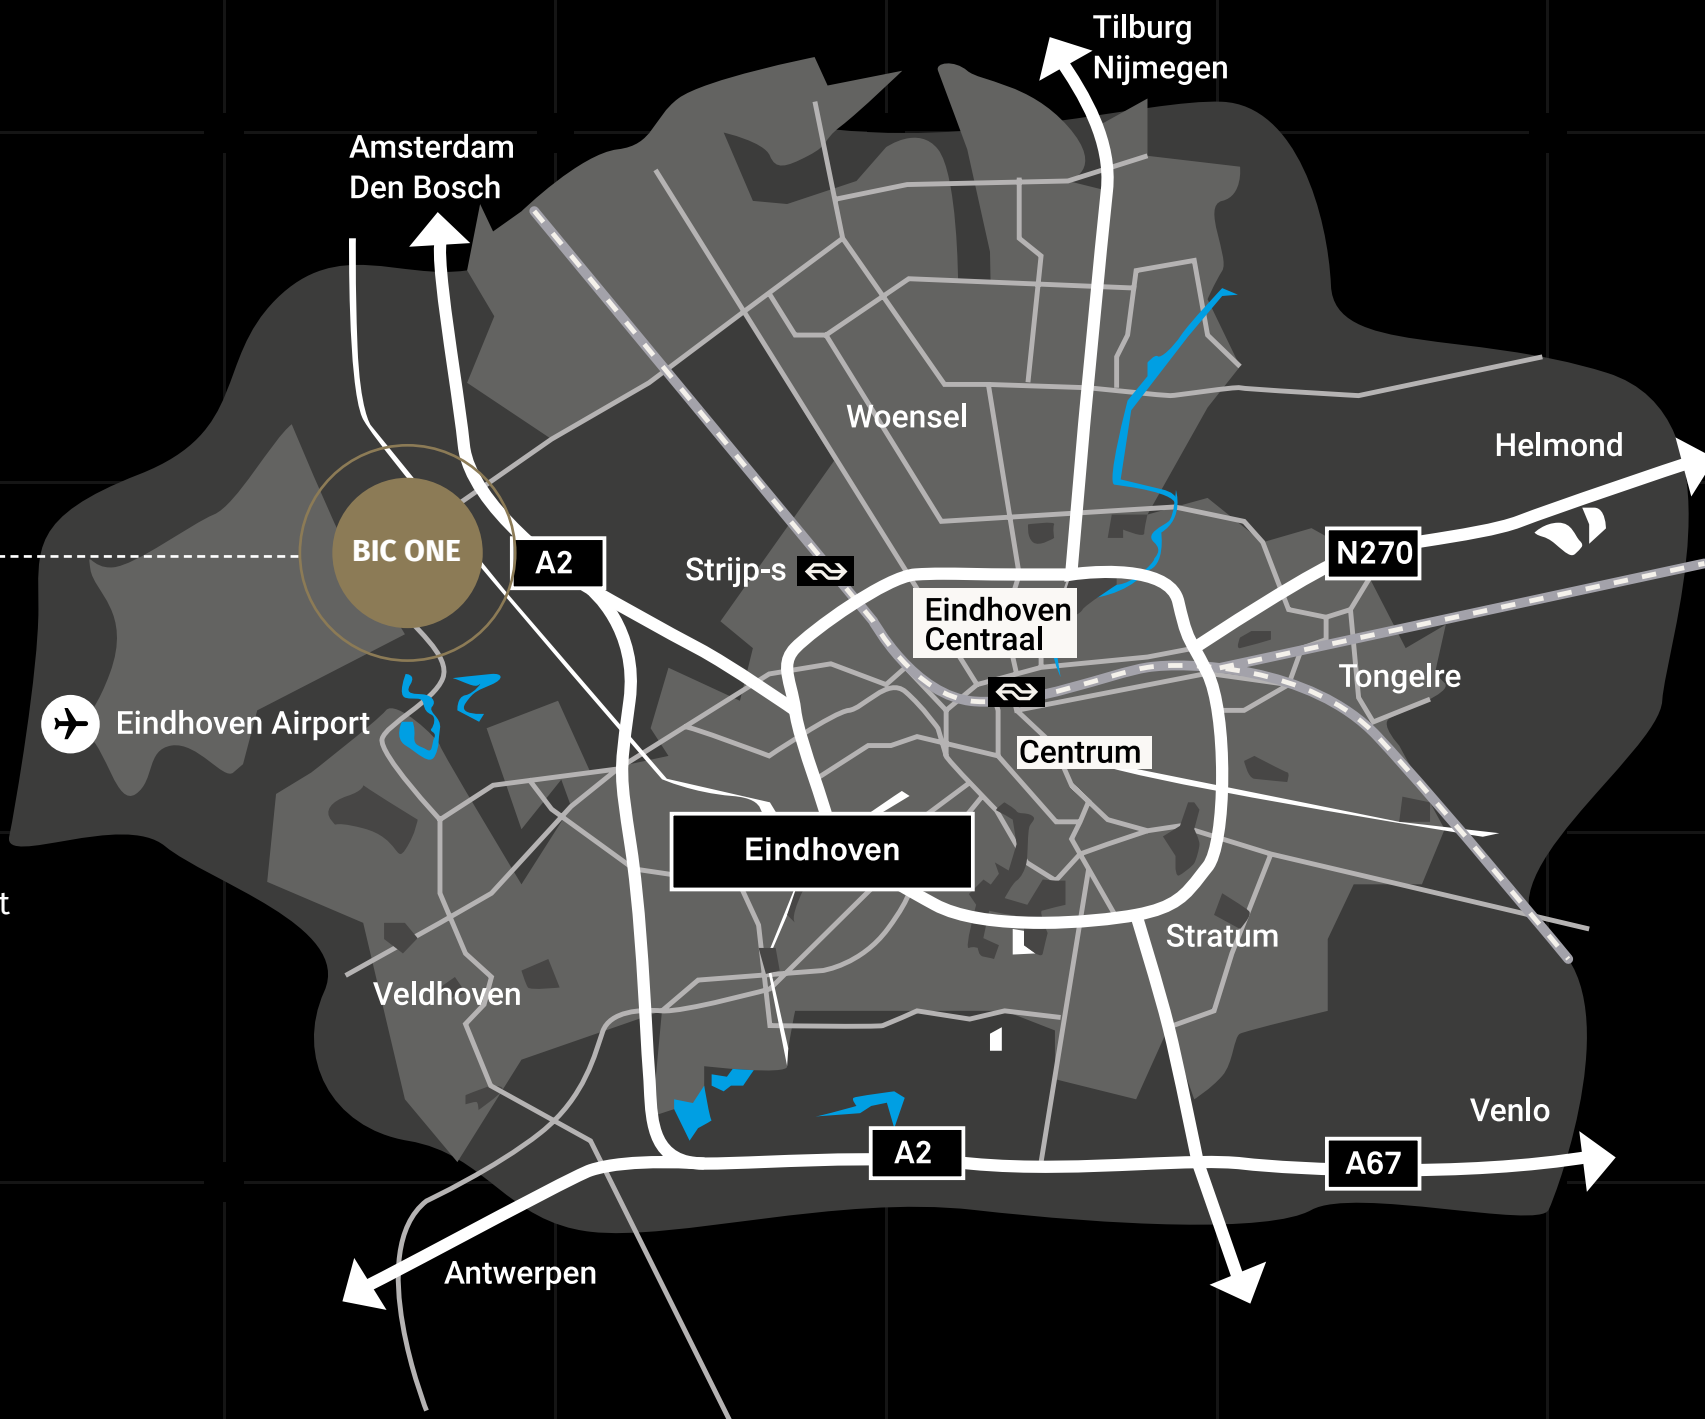 Tilburg
Nijmegen
Amsterdam
Den Bosch
Woensel
Helmond
BIC ONE
A2
Strijp-s
N270
Eindhoven
Centraal
Tongelre
Eindhoven Airport
Centrum
Eindhoven
t
Stratum
Veldhoven
Venlo
A2
A67
Antwerpen